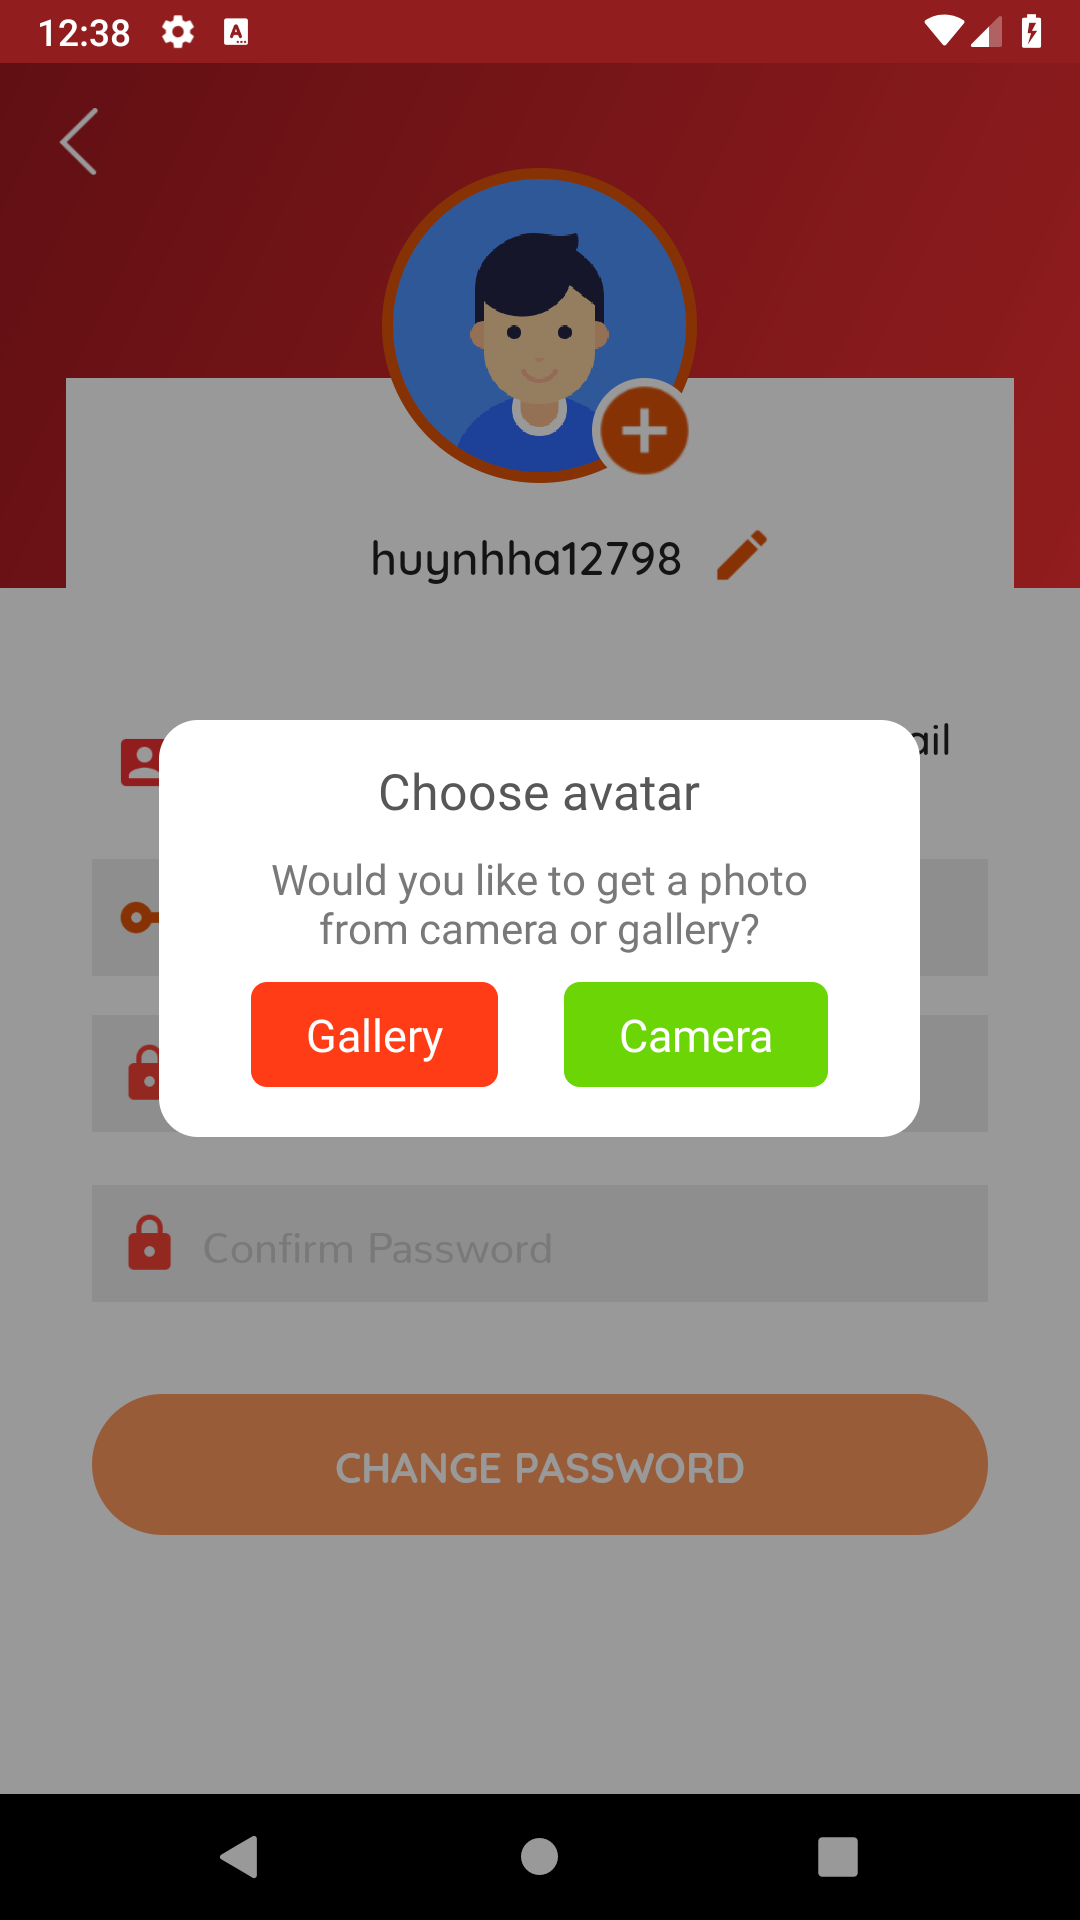 12:38
huynhha12798
ail
Choose avatar
Would you like to get a photo
from camera or gallery?
Gallery
Camera
Confirm Password
CHANGE PASSWORD